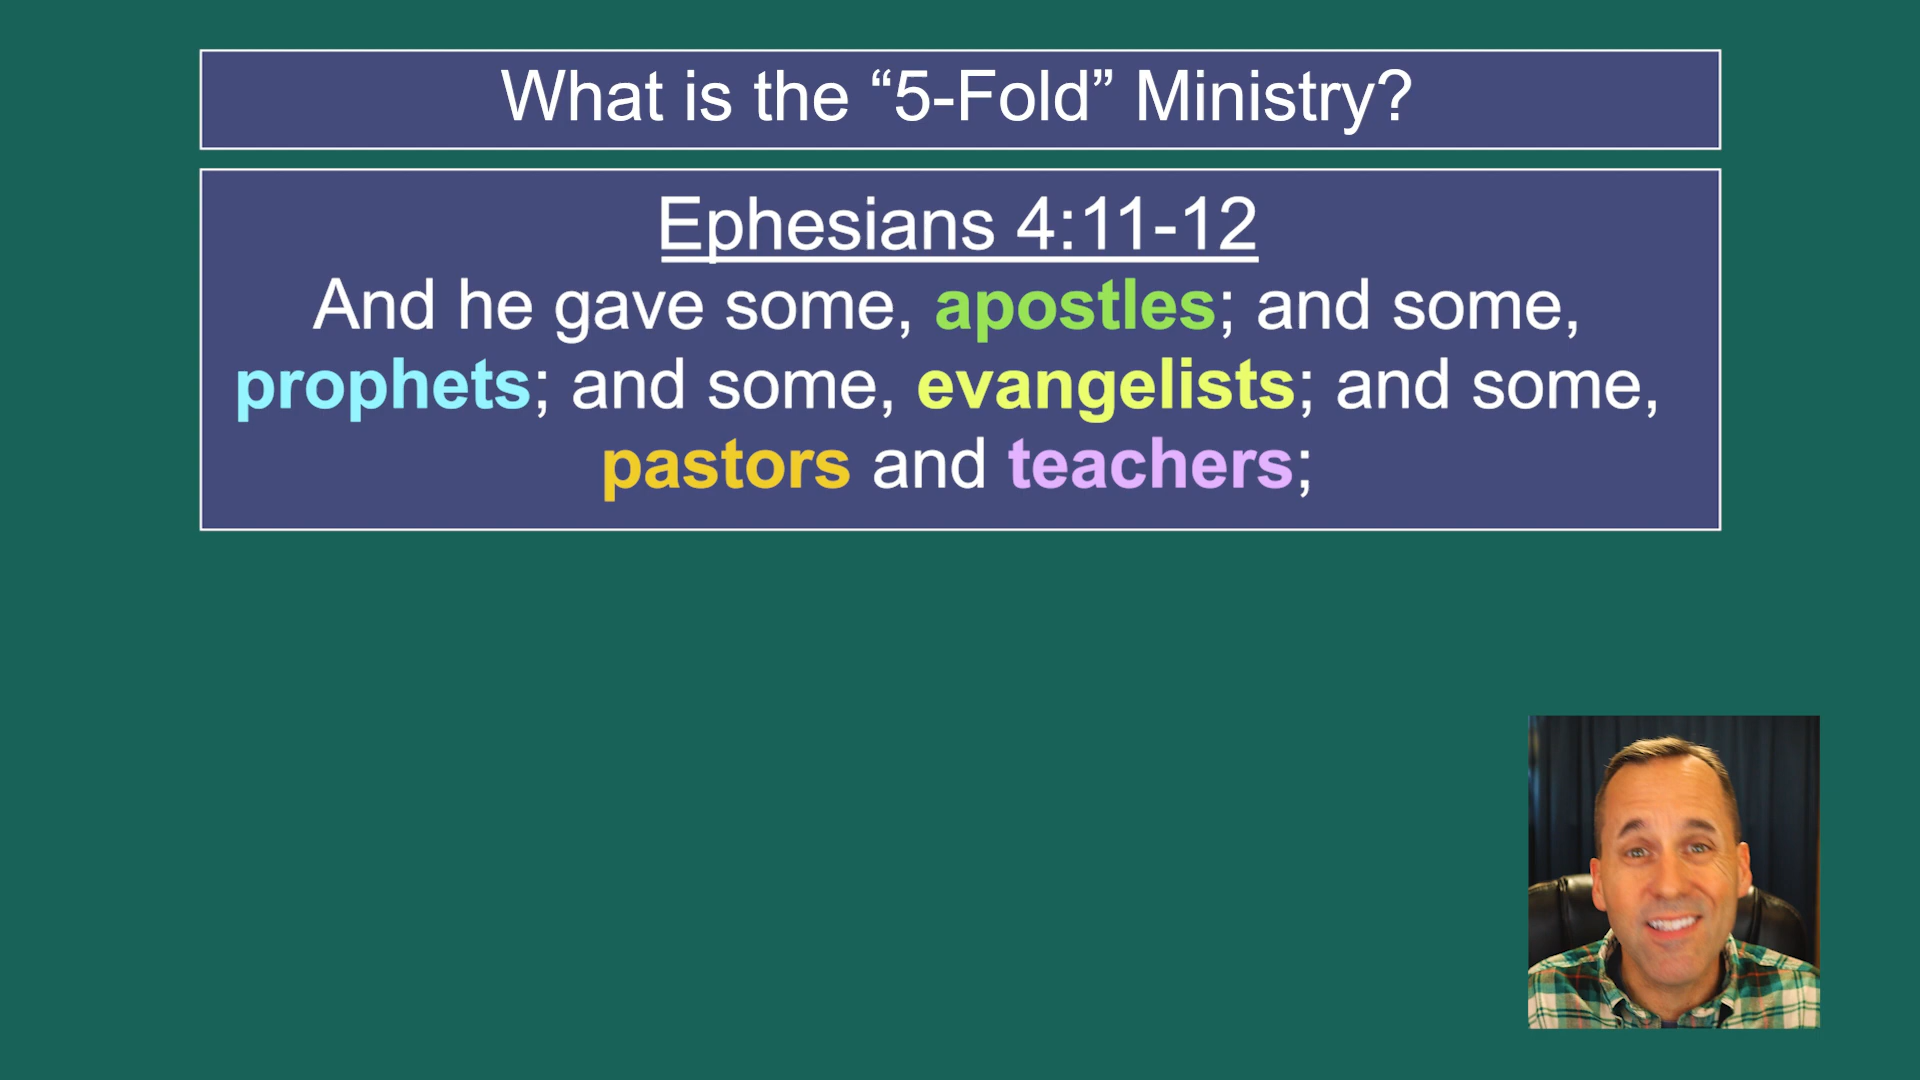 What is the “5-Fold” Ministry?
Ephesians 4:11-12
And he gave some, apostles; and some,
prophets; and some, evangelists; and some,
pastors and teachers;